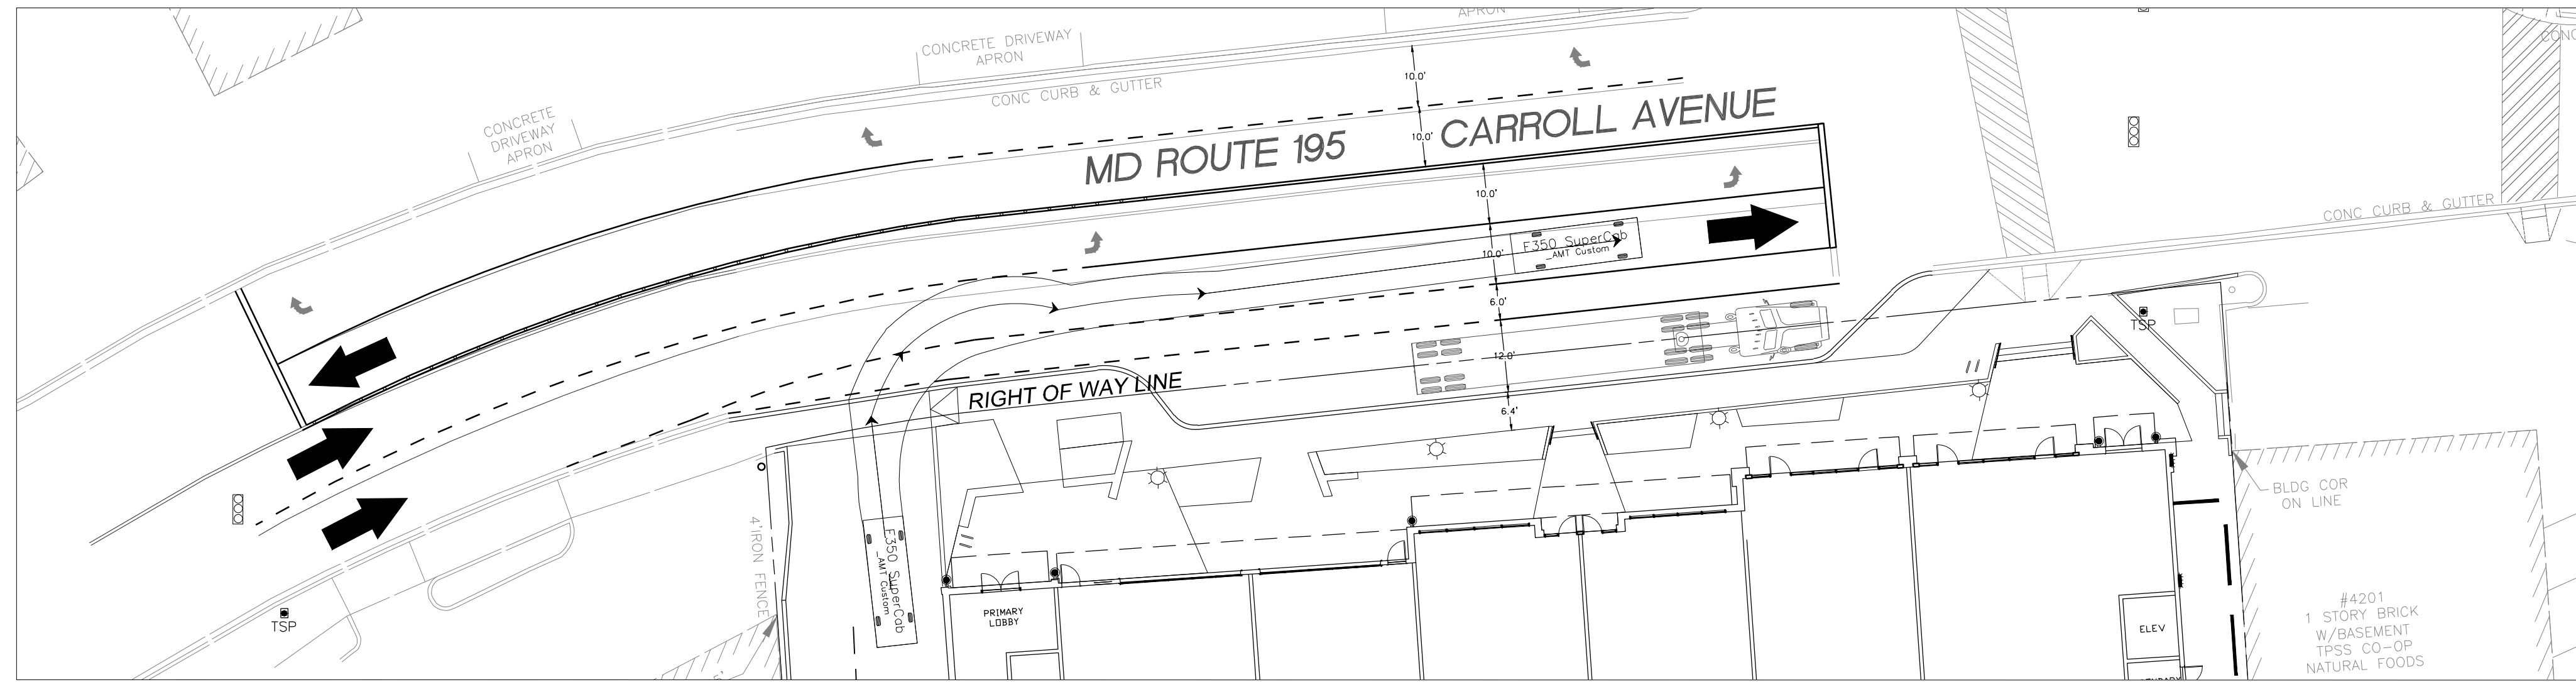 APRON
CONCRETE DRIVEWAY
APRON
CONC CURB & GUTTER
CONCRETE
DRIVEWAY
APRON
MD ROUTE 195
CARROLL AVENUE
10.0'
10.0'
10.0'
10.0'
6.0'
12.0'
6.4'
F350 SuperCab
_AMT Custom
CONC CURB & GUTTER
TSP
RIGHT OF WAY LINE
BLDG COR
ON LINE
4' IRON FENCE
F350 SuperCab
_AMT Custom
TSP
PRIMARY
LOBBY
#4201
1 STORY BRICK
W/BASEMENT
TPSS CO-OP
NATURAL FOODS
ELEV